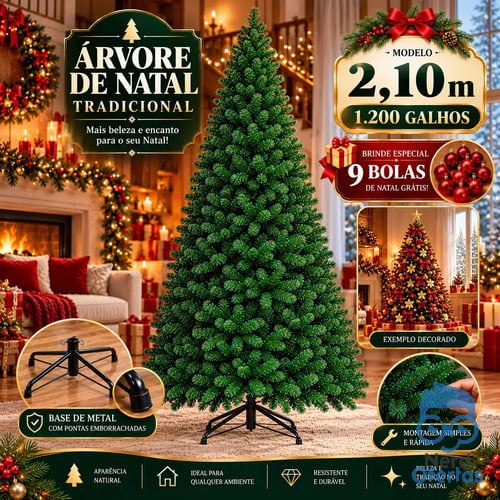 ÁRVORE
DE NATAL
TRADICIONAL
Mais beleza e encanto
para o seu Natal!
MODELO
2,10 m
1.200 GALHOS
BRINDE ESPECIAL
9 BOLAS
DE NATAL GRÁTIS!
EXEMPLO DECORADO
BASE DE METAL
COM PONTAS EMBORRACHADAS
MONTAGEM SIMPLES
E RÁPIDA
APARÊNCIA
NATURAL
IDEAL PARA
QUALQUER AMBIENTE
RESISTENTE
E DURÁVEL
BELEZA E
TRADIÇÃO NO
SEU NATAL